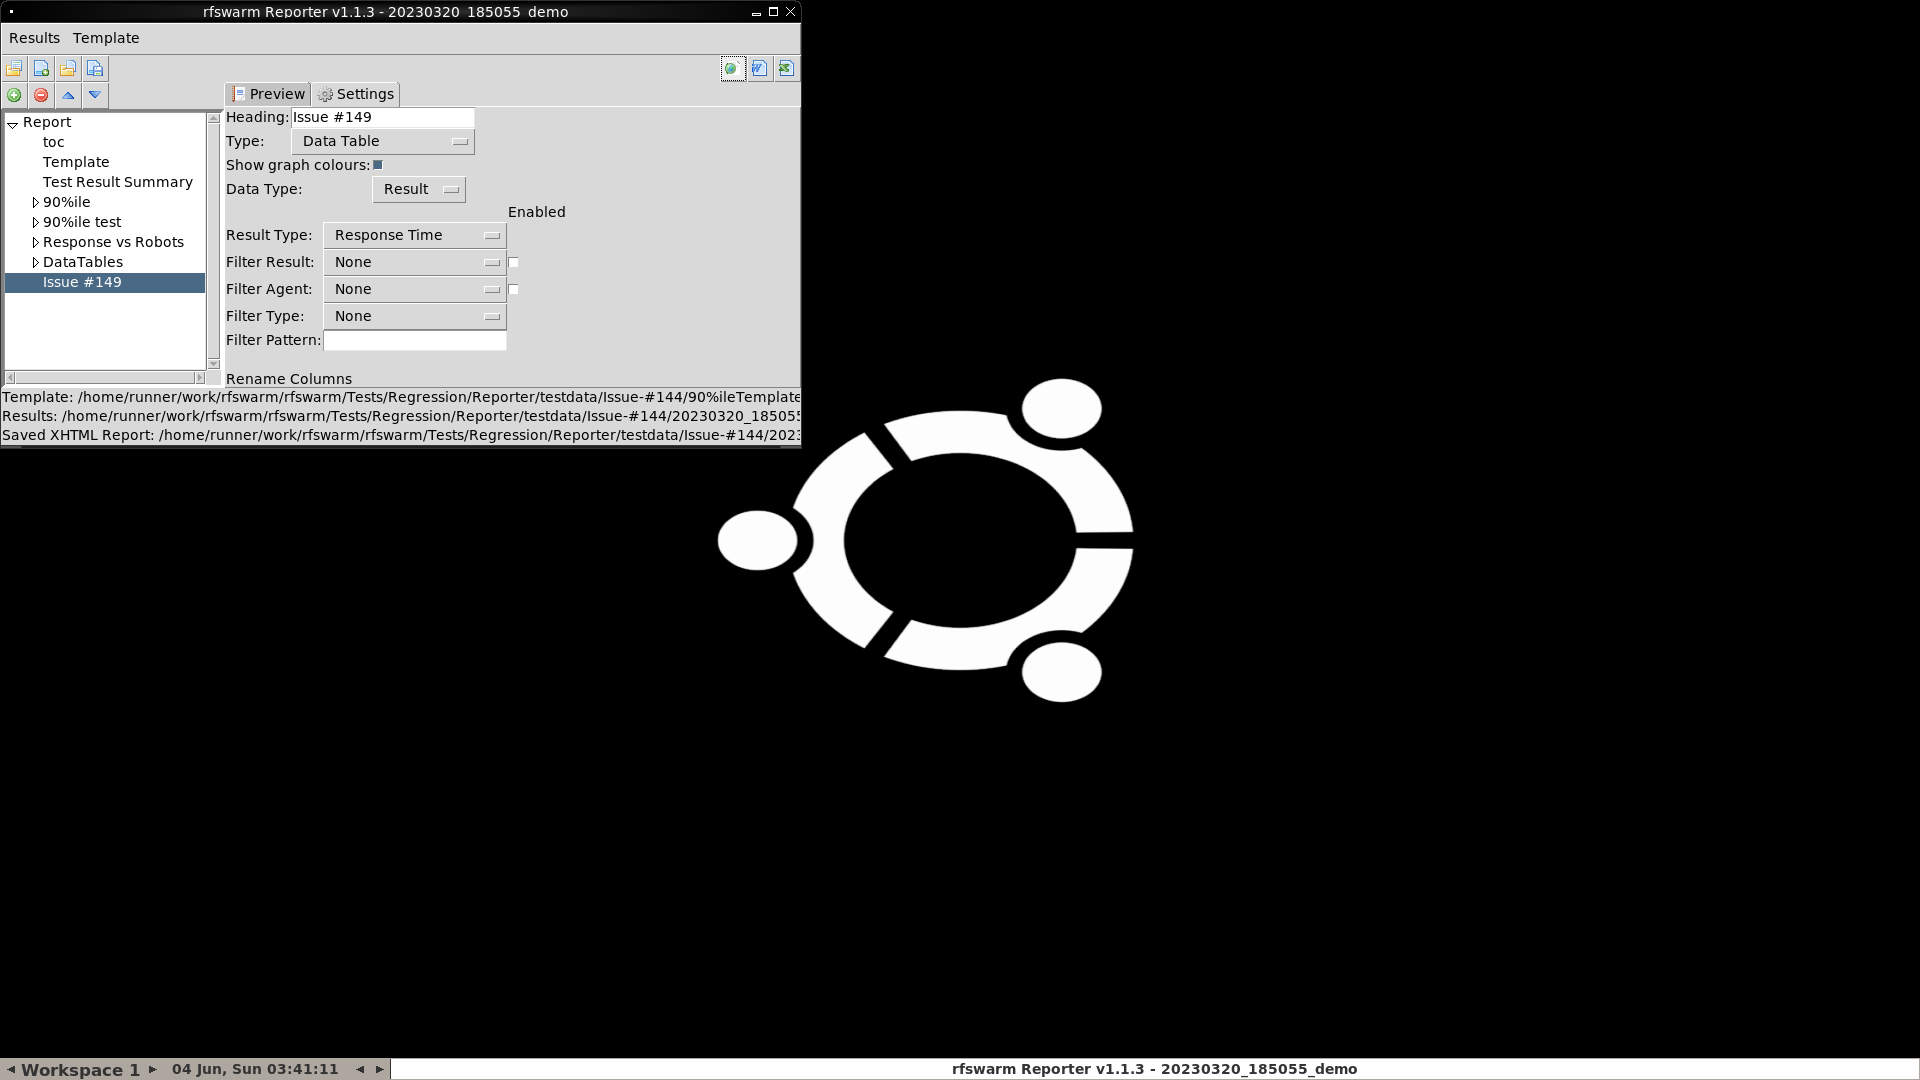 rfswarm Reporter v1.1.3 - 20230320_185055_demo
Results Template
Preview Settings
Report
toc
Template
Test Result Summary
90%ile
90%ile test
Response vs Robots
DataTables
Issue #149
Heading: Issue #149
Type: Data Table
Show graph colours:
Data Type: Result
Enabled
Result Type: Response Time
Filter Result: None
Filter Agent: None
Filter Type: None
Filter Pattern:
Rename Columns
Template: /home/runner/work/rfswarm/rfswarm/Tests/Regression/Reporter/testdata/Issue-#144/90%ileTemplate
Results: /home/runner/work/rfswarm/rfswarm/Tests/Regression/Reporter/testdata/Issue-#144/20230320_185055
Saved XHTML Report: /home/runner/work/rfswarm/rfswarm/Tests/Regression/Reporter/testdata/Issue-#144/2023
Workspace 1 04 Jun, Sun 03:41:11 rfswarm Reporter v1.1.3 - 20230320_185055_demo